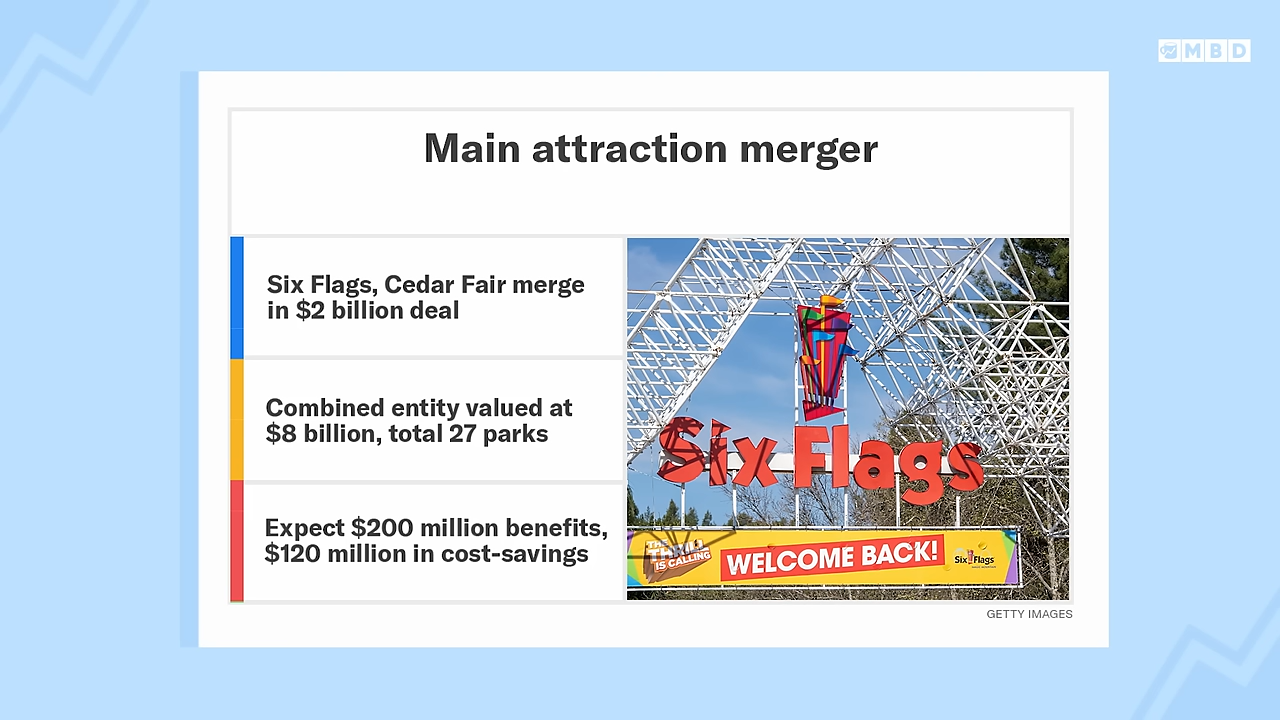 MBD
Main attraction merger
Six Flags, Cedar Fair merge
in $2 billion deal
Combined entity valued at
$8 billion, total 27 parks
Expect $200 million benefits,
$120 million in cost-savings
Six Flags
THE
THRILL
IS CALLING
WELCOME BACK!
Six Flags
GETTY IMAGES